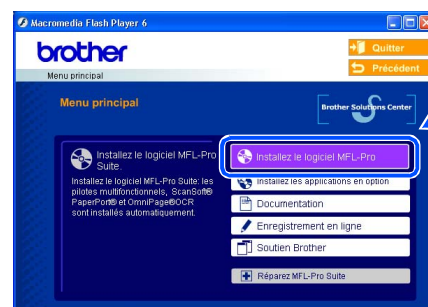 Macromedia Flash Player 6
brother
Quitter
Précédent
Menu principal
Menu principal
Brother Solutions Center
Installez le logiciel MFL-Pro
Suite.
Installez le logiciel MFL-Pro Suite: les
pilotes multifonctionnels, ScanSoft®
PaperPort® et OmniPage®OCR
sont installés automatiquement.
Installez le logiciel MFL-Pro
Installez les applications en option
Documentation
Enregistrement en ligne
Soutien Brother
Réparez MFL-Pro Suite